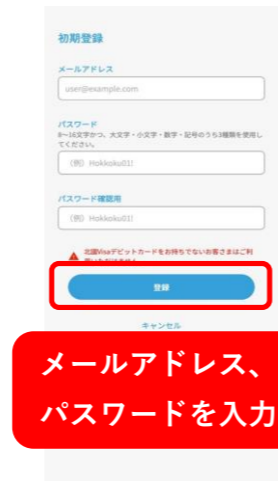 初期登録
メールアドレス
user@example.com
パスワード
8~16文字かつ、大文字・小文字・数字・記号のうち3種類を使用し
てください。
(例) Hokkoku01!
パスワード確認用
(例) Hokkoku01!
北國Visaデビットカードをお持ちでないお客さまはご利
登録
キャンセル
メールアドレス、
パスワードを入力